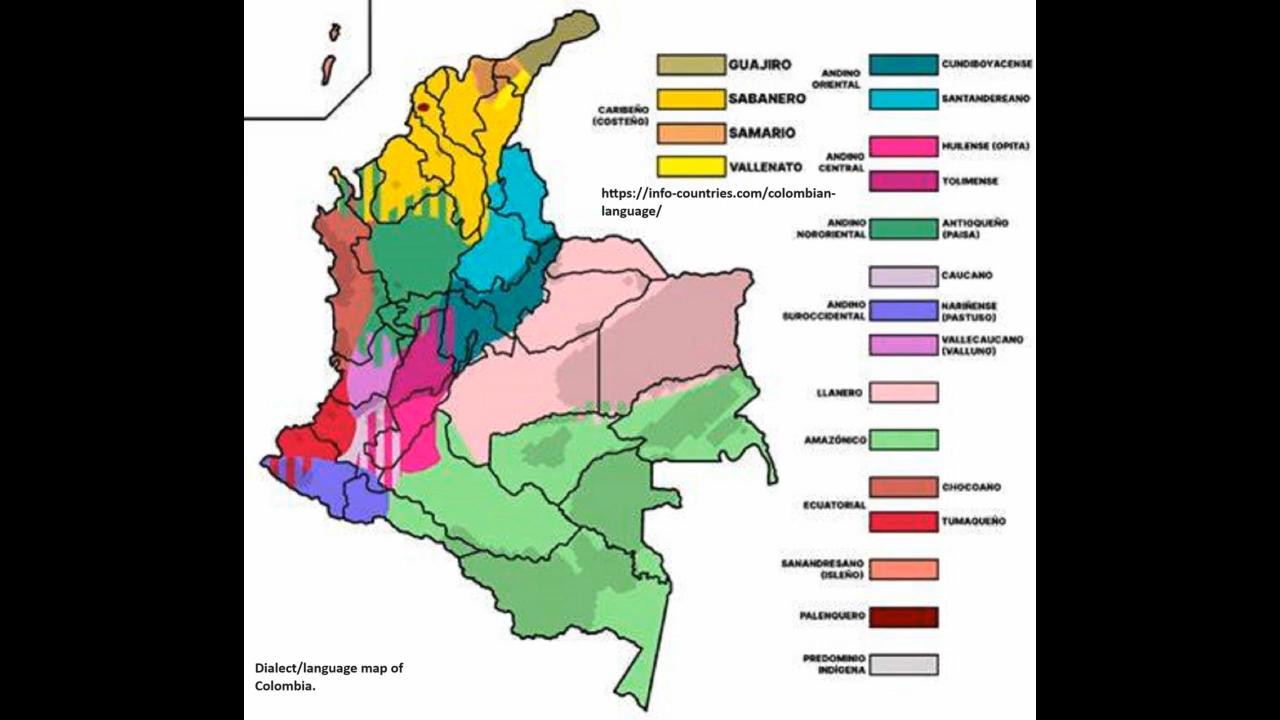 GUAJIRO
CARIBEÑO
(COSTEÑO)
SABANERO
SAMARIO
VALLENATO
https://info-countries.com/colombian-
language/
ANDINO
ORIENTAL
CUNDIBOYACENSE
SANTANDEREANO
ANDINO
CENTRAL
HUILENSE (OPITA)
TOLIMENSE
ANDINO
NORORIENTAL
ANTIOQUEÑO
(PAISA)
ANDINO
SUROCCIDENTAL
CAUCANO
NARIÑENSE
(PASTUSO)
VALLECAUCANO
(VALLUNO)
LLANERO
AMAZÓNICO
ECUATORIAL
CHOCOANO
TUMAQUEÑO
SANANDRESANO
(ISLEÑO)
PALENQUERO
PREDOMINIO
INDÍGENA
Dialect/language map of
Colombia.